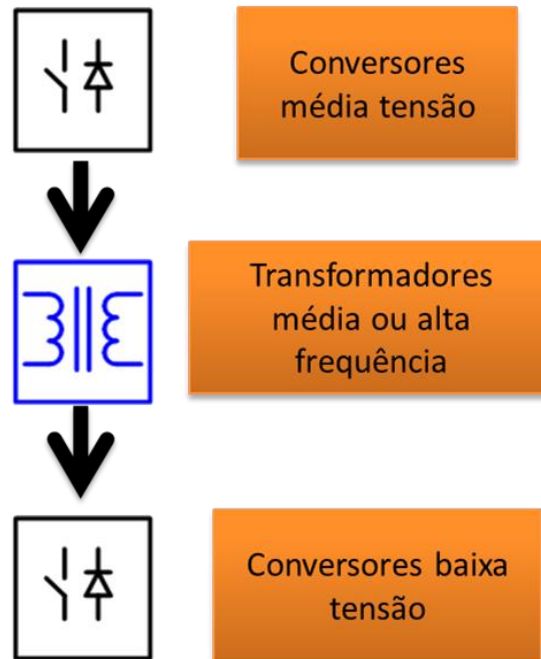 Conversores
média tensão
Transformadores
média ou alta
frequência
Conversores baixa
tensão